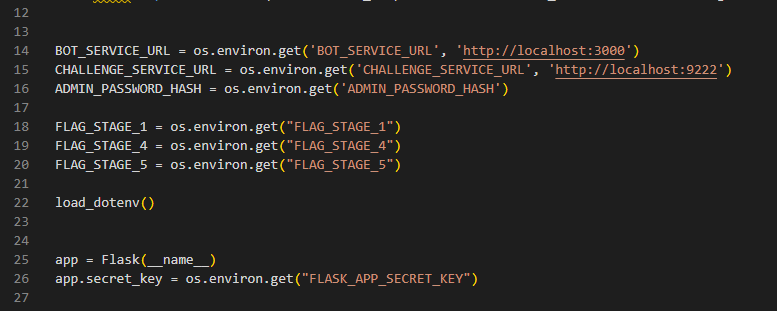 12
13
14 BOT_SERVICE_URL = os.environ.get('BOT_SERVICE_URL', 'http://localhost:3000')
15 CHALLENGE_SERVICE_URL = os.environ.get('CHALLENGE_SERVICE_URL', 'http://localhost:9222')
16 ADMIN_PASSWORD_HASH = os.environ.get('ADMIN_PASSWORD_HASH')
17
18 FLAG_STAGE_1 = os.environ.get("FLAG_STAGE_1")
19 FLAG_STAGE_4 = os.environ.get("FLAG_STAGE_4")
20 FLAG_STAGE_5 = os.environ.get("FLAG_STAGE_5")
21
22 load_dotenv()
23
24
25 app = Flask(__name__)
26 app.secret_key = os.environ.get("FLASK_APP_SECRET_KEY")
27